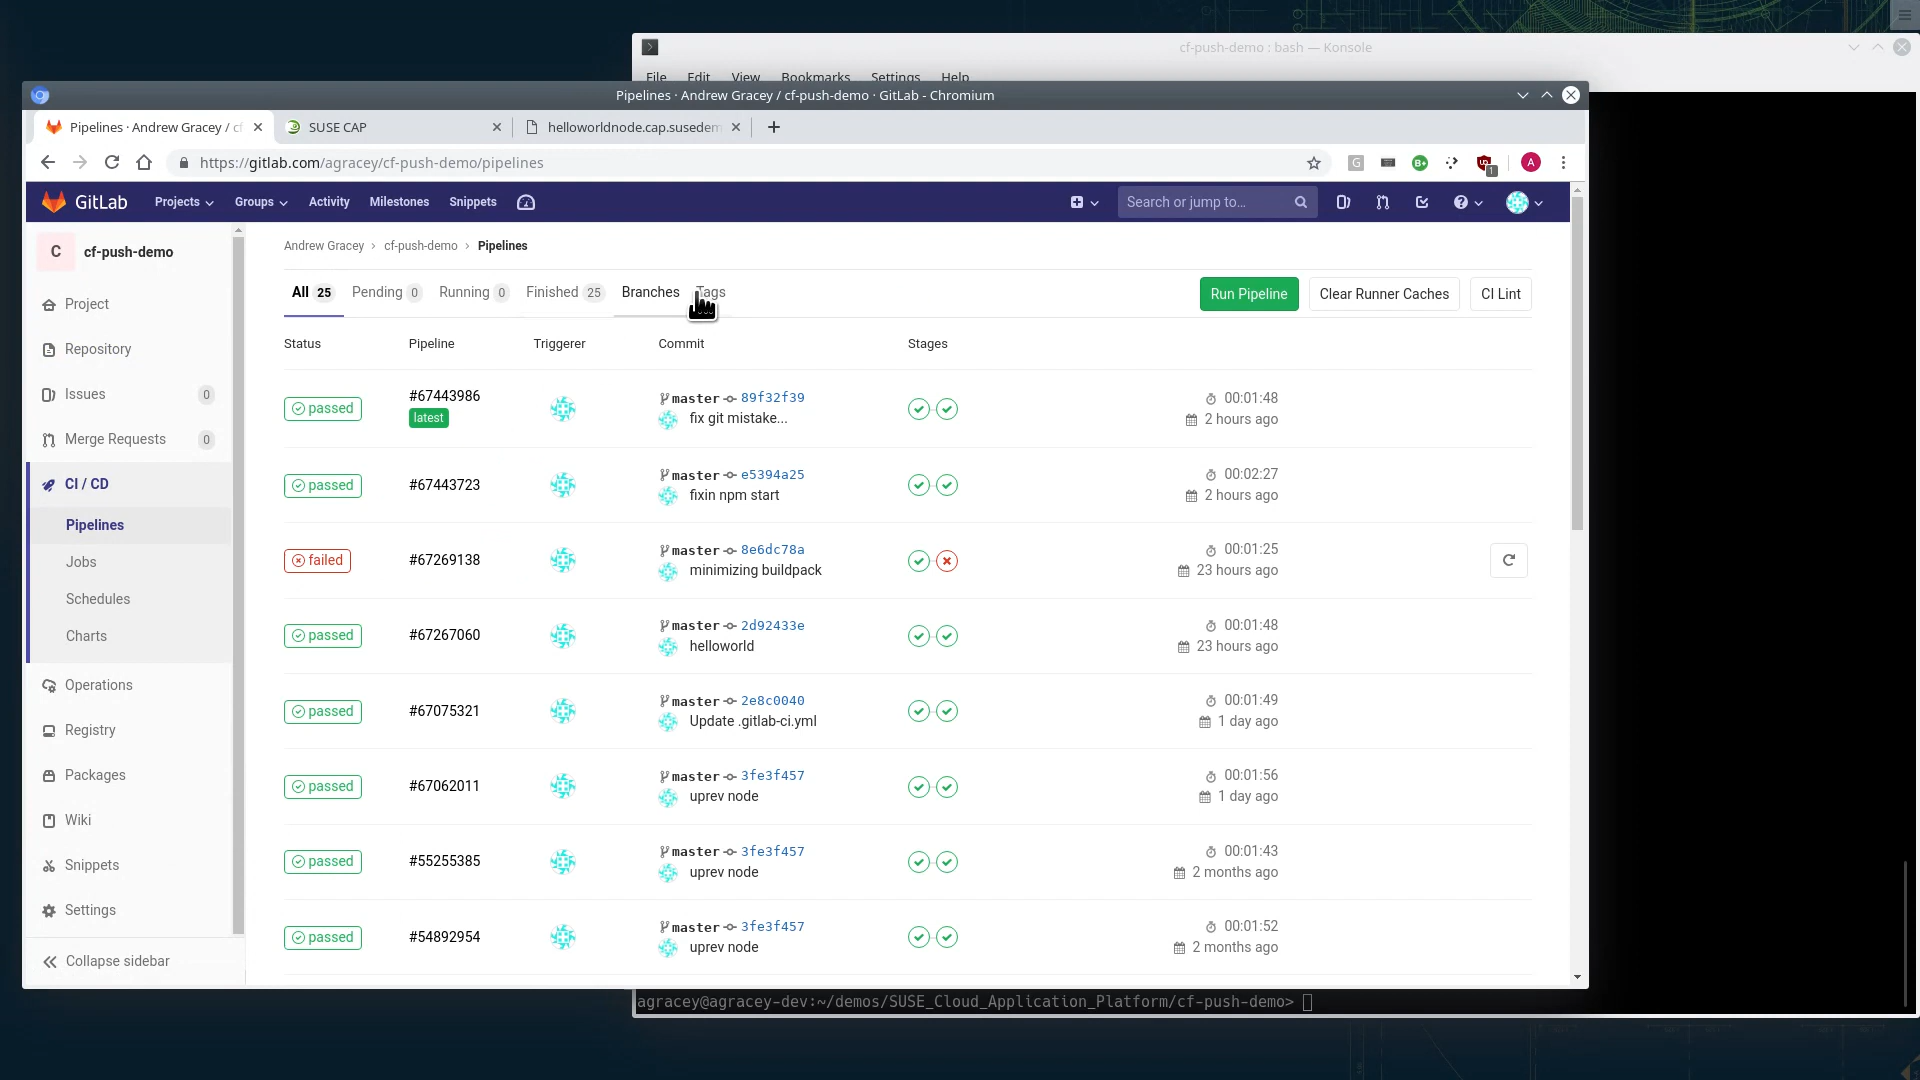 cf-push-demo : bash — Konsole
File Edit View Bookmarks Settings Help
Pipelines · Andrew Gracey / cf-push-demo · GitLab - Chromium
Pipelines · Andrew Gracey / cf
SUSE CAP
helloworldnode.cap.susedem
https://gitlab.com/agracey/cf-push-demo/pipelines
G
B+
1
A
GitLab
Projects
Groups
Activity
Milestones
Snippets
Search or jump to...
C
cf-push-demo
Project
Repository
Issues 0
Merge Requests 0
CI / CD
Pipelines
Jobs
Schedules
Charts
Operations
Registry
Packages
Wiki
Snippets
Settings
Collapse sidebar
Andrew Gracey › cf-push-demo › Pipelines
All 25 Pending 0 Running 0 Finished 25 Branches Tags
Run Pipeline
Clear Runner Caches
CI Lint
Status Pipeline Triggerer Commit Stages
passed #67443986 master 89f32f39 00:01:48
latest fix git mistake... 2 hours ago
passed #67443723 master e5394a25 00:02:27
fixin npm start 2 hours ago
failed #67269138 master 8e6dc78a 00:01:25
minimizing buildpack 23 hours ago
passed #67267060 master 2d92433e 00:01:48
helloworld 23 hours ago
passed #67075321 master 2e8c0040 00:01:49
Update .gitlab-ci.yml 1 day ago
passed #67062011 master 3fe3f457 00:01:56
uprev node 1 day ago
passed #55255385 master 3fe3f457 00:01:43
uprev node 2 months ago
passed #54892954 master 3fe3f457 00:01:52
uprev node 2 months ago
agracey@agracey-dev:~/demos/SUSE_Cloud_Application_Platform/cf-push-demo>